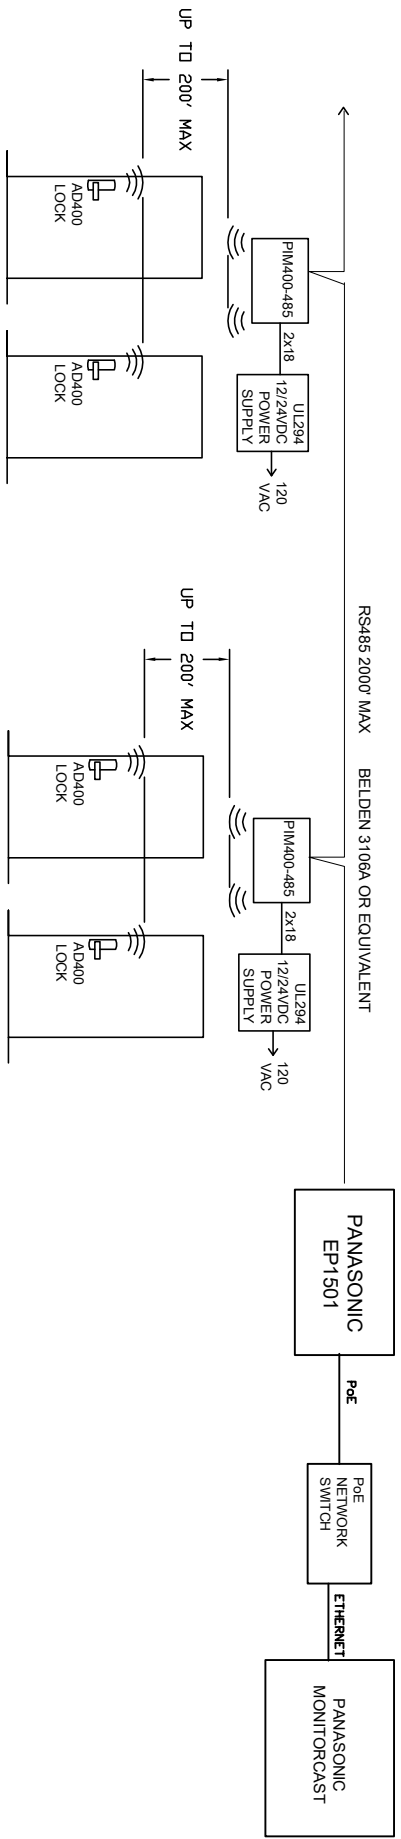 UP TO 200' MAX
AD400
LOCK
AD400
LOCK
PIM400-485
2x18
UL294
12/24VDC
POWER
SUPPLY
120
VAC
RS485 2000' MAX BELDEN 3106A OR EQUIVALENT
UP TO 200' MAX
AD400
LOCK
AD400
LOCK
PIM400-485
2x18
UL294
12/24VDC
POWER
SUPPLY
120
VAC
PANASONIC
EP1501
PoE
PoE
NETWORK
SWITCH
ETHERNET
PANASONIC
MONITORCAST